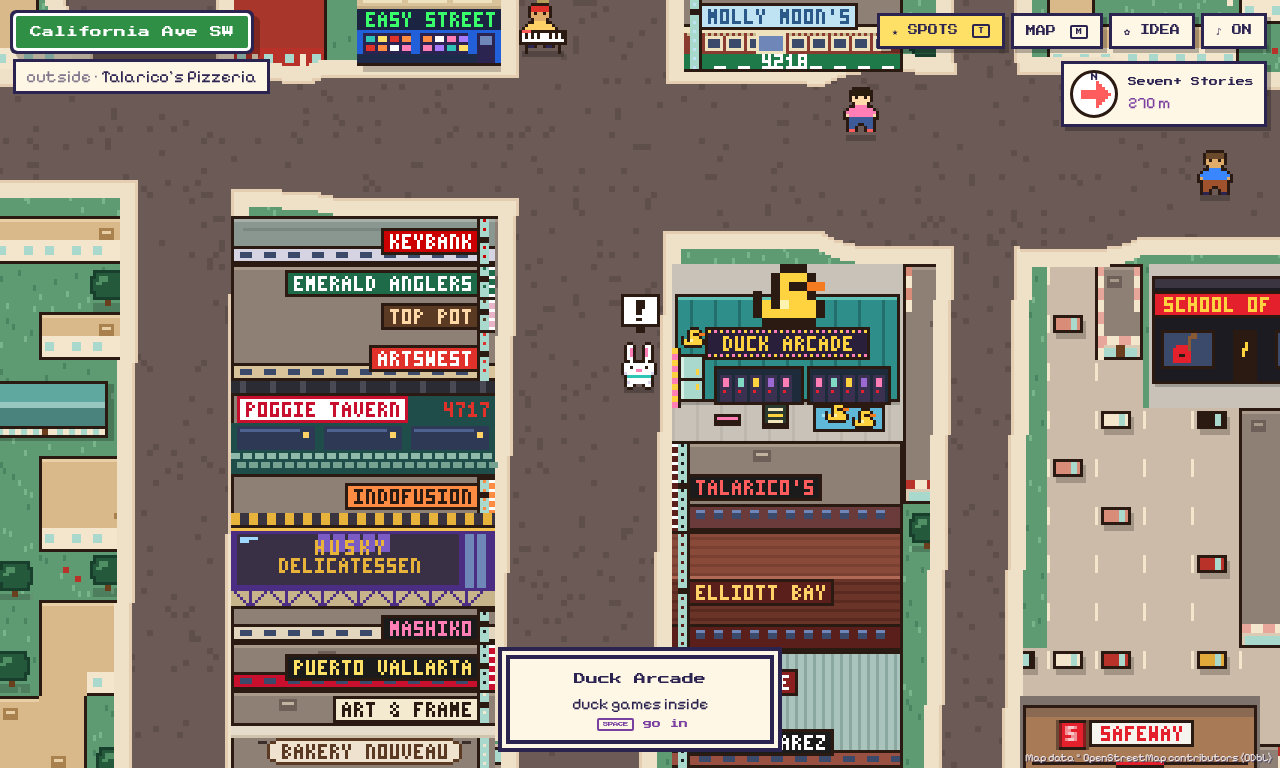 California Ave SW
outside · Talarico's Pizzeria
EASY STREET
MOLLY MOON'S
4218
★ SPOTS T
MAP M
✿ IDEA
♪ ON
N
Seven+ Stories
270 m
KEYBANK
EMERALD ANGLERS
TOP POT
ARTSWEST
POGGIE TAVERN 4717
INDOFUSION
HUSKY
DELICATESSEN
MASHIKO
PUERTO VALLARTA
ART & FRAME
BAKERY NOUVEAU
!
DUCK ARCADE
TALARICO'S
ELLIOTT BAY
SCHOOL OF
S SAFEWAY
Duck Arcade
duck games inside
SPACE go in
E
AREZ
Map data © OpenStreetMap contributors (ODbL)